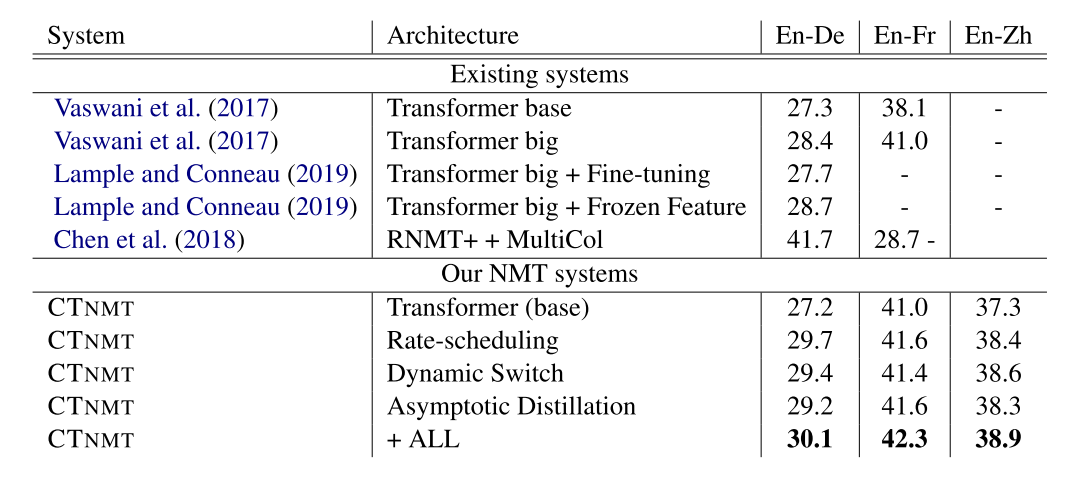 System Architecture En-De En-Fr En-Zh
Existing systems
Vaswani et al. (2017) Transformer base 27.3 38.1 -
Vaswani et al. (2017) Transformer big 28.4 41.0 -
Lample and Conneau (2019) Transformer big + Fine-tuning 27.7 - -
Lample and Conneau (2019) Transformer big + Frozen Feature 28.7 - -
Chen et al. (2018) RNMT+ + MultiCol 41.7 28.7 -
Our NMT systems
CTNMT Transformer (base) 27.2 41.0 37.3
CTNMT Rate-scheduling 29.7 41.6 38.4
CTNMT Dynamic Switch 29.4 41.4 38.6
CTNMT Asymptotic Distillation 29.2 41.6 38.3
CTNMT + ALL 30.1 42.3 38.9